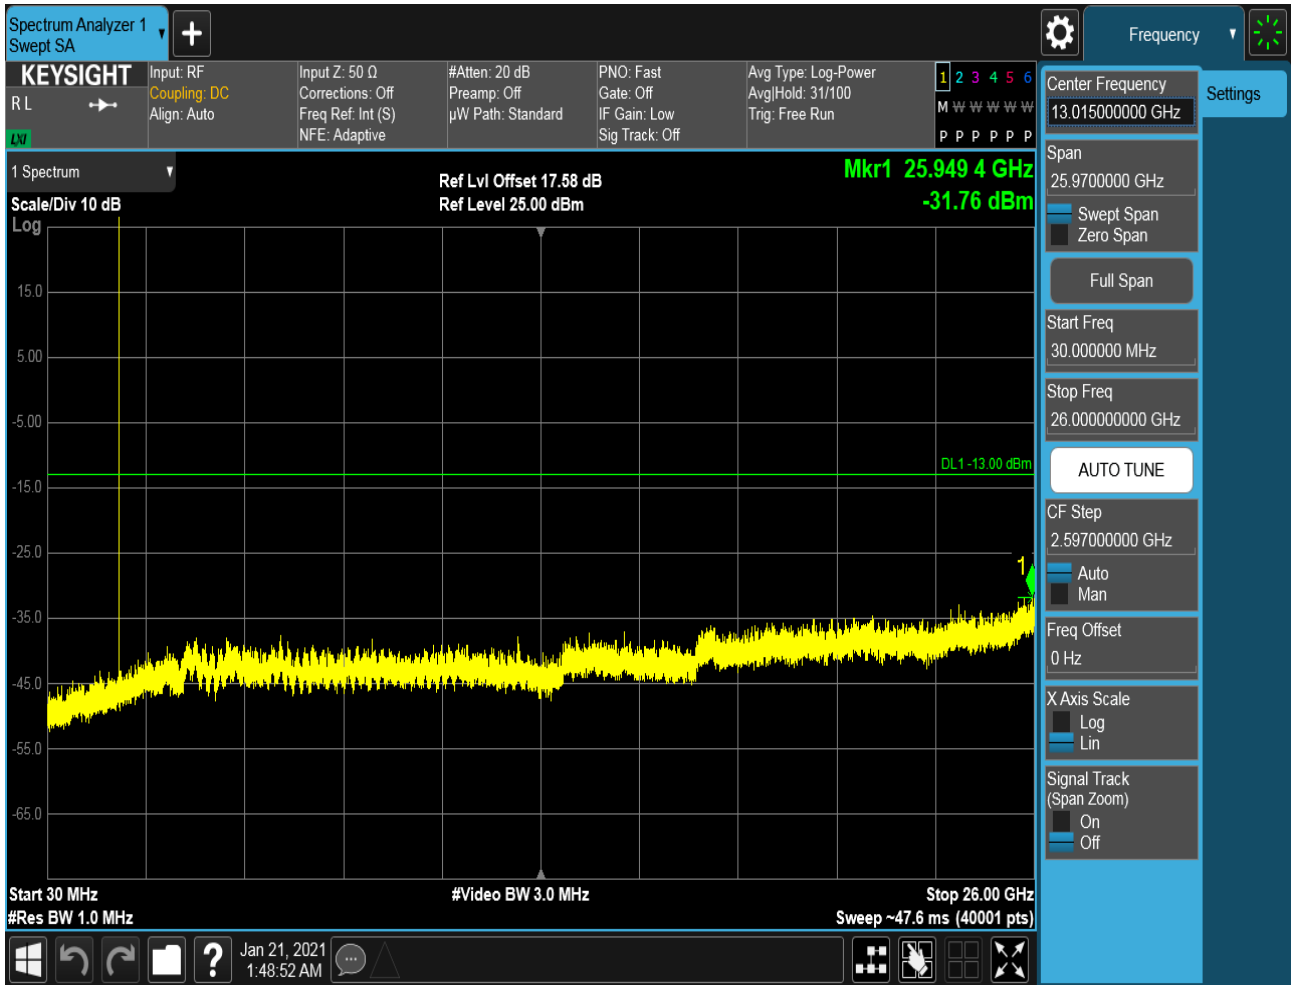 Spectrum Analyzer 1
Swept SA
Frequency
KEYSIGHT
R L
LXI
Input: RF
Coupling: DC
Align: Auto
Input Z: 50 Ω
Corrections: Off
Freq Ref: Int (S)
NFE: Adaptive
#Atten: 20 dB
Preamp: Off
µW Path: Standard
PNO: Fast
Gate: Off
IF Gain: Low
Sig Track: Off
Avg Type: Log-Power
Avg|Hold: 31/100
Trig: Free Run
1 2 3 4 5 6
M W W W W W
P P P P P P
1 Spectrum
Scale/Div 10 dB
Log
Ref Lvl Offset 17.58 dB
Ref Level 25.00 dBm
Mkr1 25.949 4 GHz
-31.76 dBm
15.0
5.00
-5.00
DL1 -13.00 dBm
-15.0
-25.0
1
-35.0
-45.0
-55.0
-65.0
Start 30 MHz
#Res BW 1.0 MHz
#Video BW 3.0 MHz
Stop 26.00 GHz
Sweep ~47.6 ms (40001 pts)
Jan 21, 2021
1:48:52 AM
Center Frequency
13.015000000 GHz
Settings
Span
25.9700000 GHz
Swept Span
Zero Span
Full Span
Start Freq
30.000000 MHz
Stop Freq
26.000000000 GHz
AUTO TUNE
CF Step
2.597000000 GHz
Auto
Man
Freq Offset
0 Hz
X Axis Scale
Log
Lin
Signal Track
(Span Zoom)
On
Off